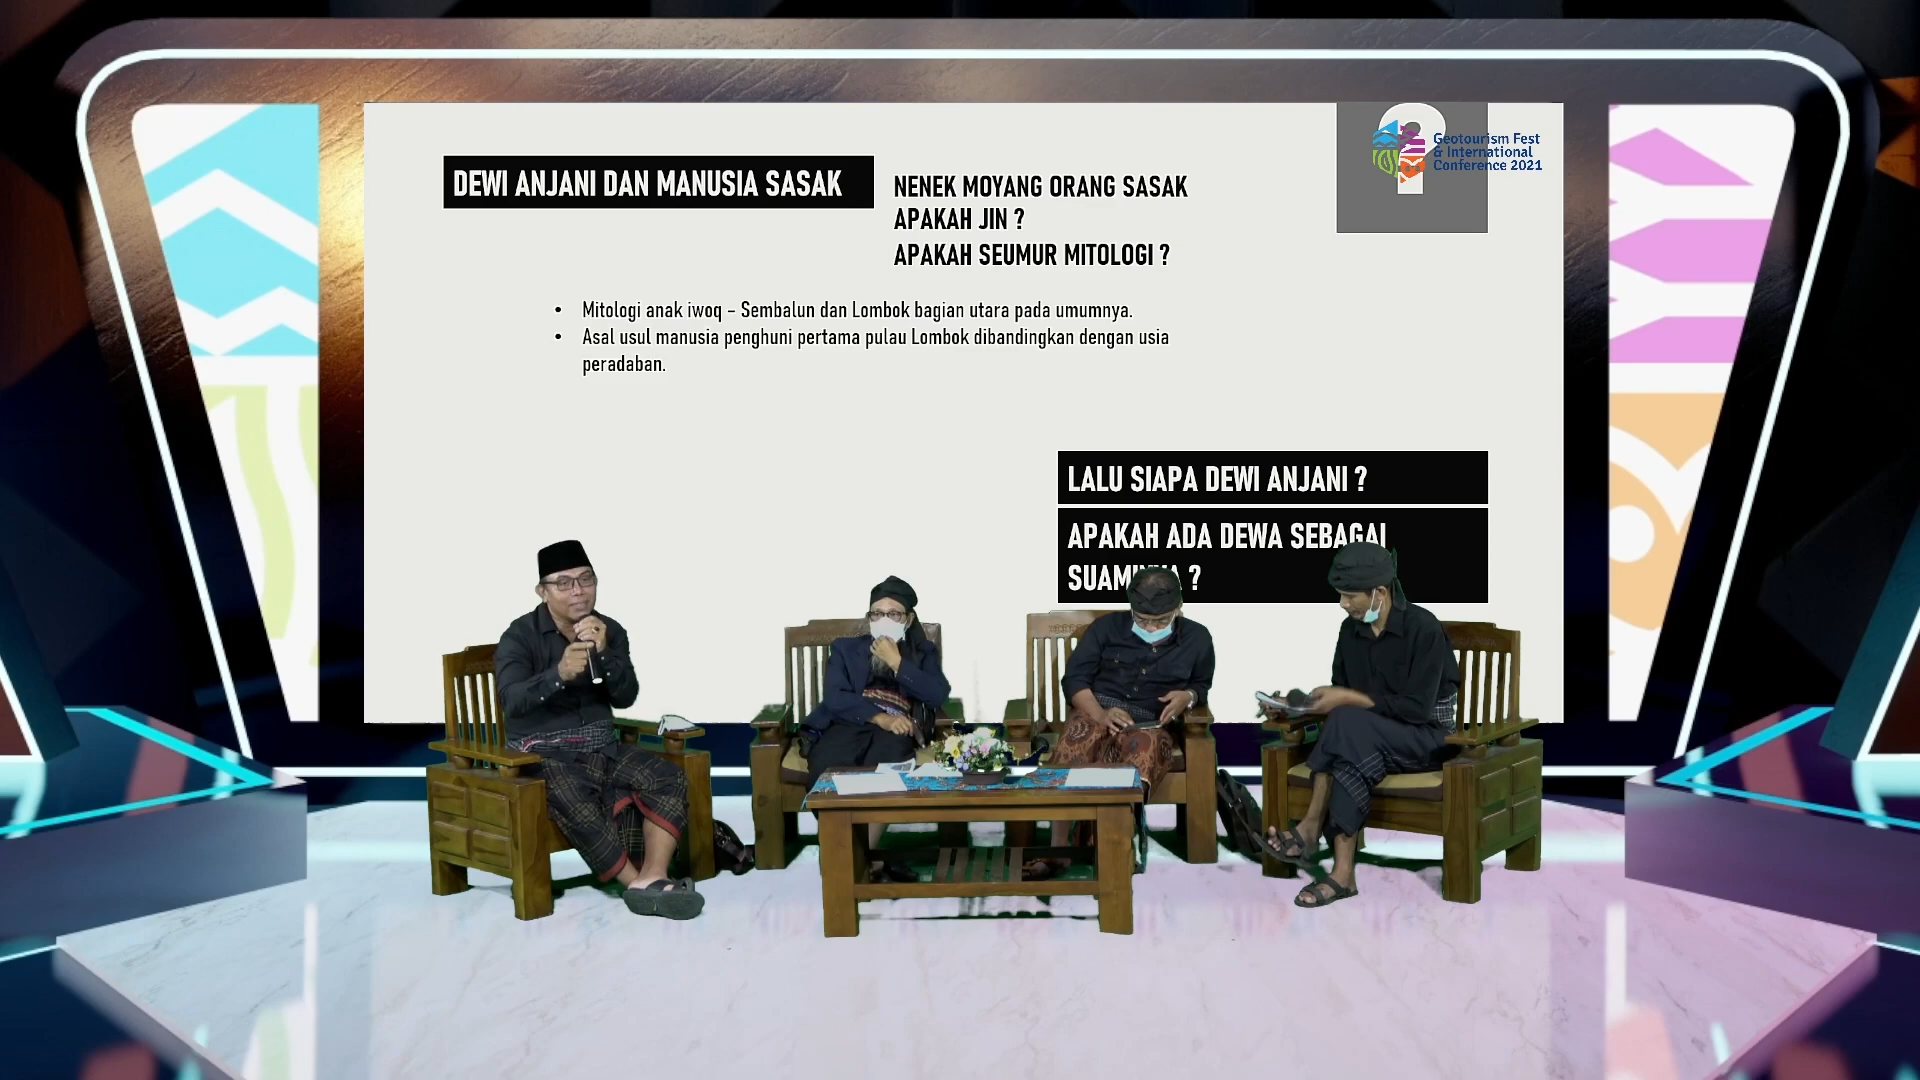 DEWI ANJANI DAN MANUSIA SASAK
NENEK MOYANG ORANG SASAK
APAKAH JIN ?
APAKAH SEUMUR MITOLOGI ?
?
Geotourism Fest
& International
Conference 2021
• Mitologi anak iwoq – Sembalun dan Lombok bagian utara pada umumnya.
• Asal usul manusia penghuni pertama pulau Lombok dibandingkan dengan usia
peradaban.
LALU SIAPA DEWI ANJANI ?
APAKAH ADA DEWA SEBAGAI
?